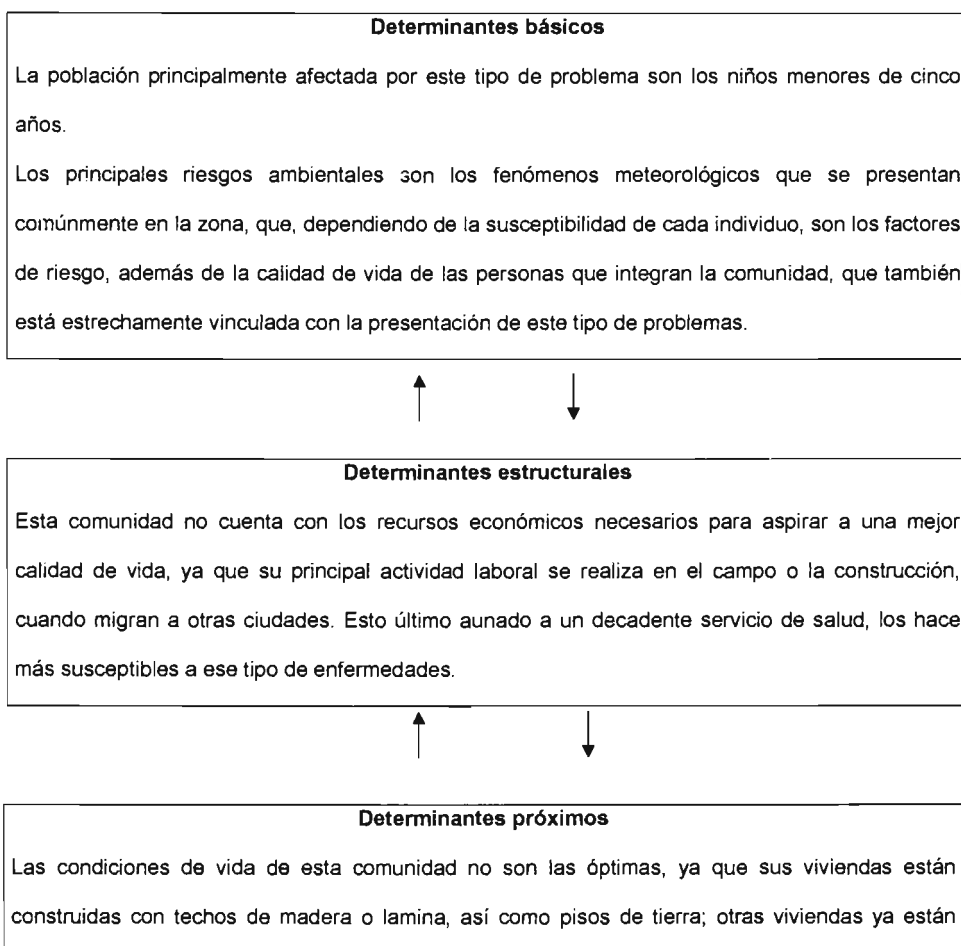 Determinantes básicos
La población principalmente afectada por este tipo de problema son los niños menores de cinco
años.
Los principales riesgos ambientales son los fenómenos meteorológicos que se presentan
comúnmente en la zona, que, dependiendo de la susceptibilidad de cada individuo, son los factores
de riesgo, además de la calidad de vida de las personas que integran la comunidad, que también
está estrechamente vinculada con la presentación de este tipo de problemas.
Determinantes estructurales
Esta comunidad no cuenta con los recursos económicos necesarios para aspirar a una mejor
calidad de vida, ya que su principal actividad laboral se realiza en el campo o la construcción,
cuando migran a otras ciudades. Esto último aunado a un decadente servicio de salud, los hace
más susceptibles a ese tipo de enfermedades.
Determinantes próximos
Las condiciones de vida de esta comunidad no son las óptimas, ya que sus viviendas están
construidas con techos de madera o lamina, así como pisos de tierra; otras viviendas ya están